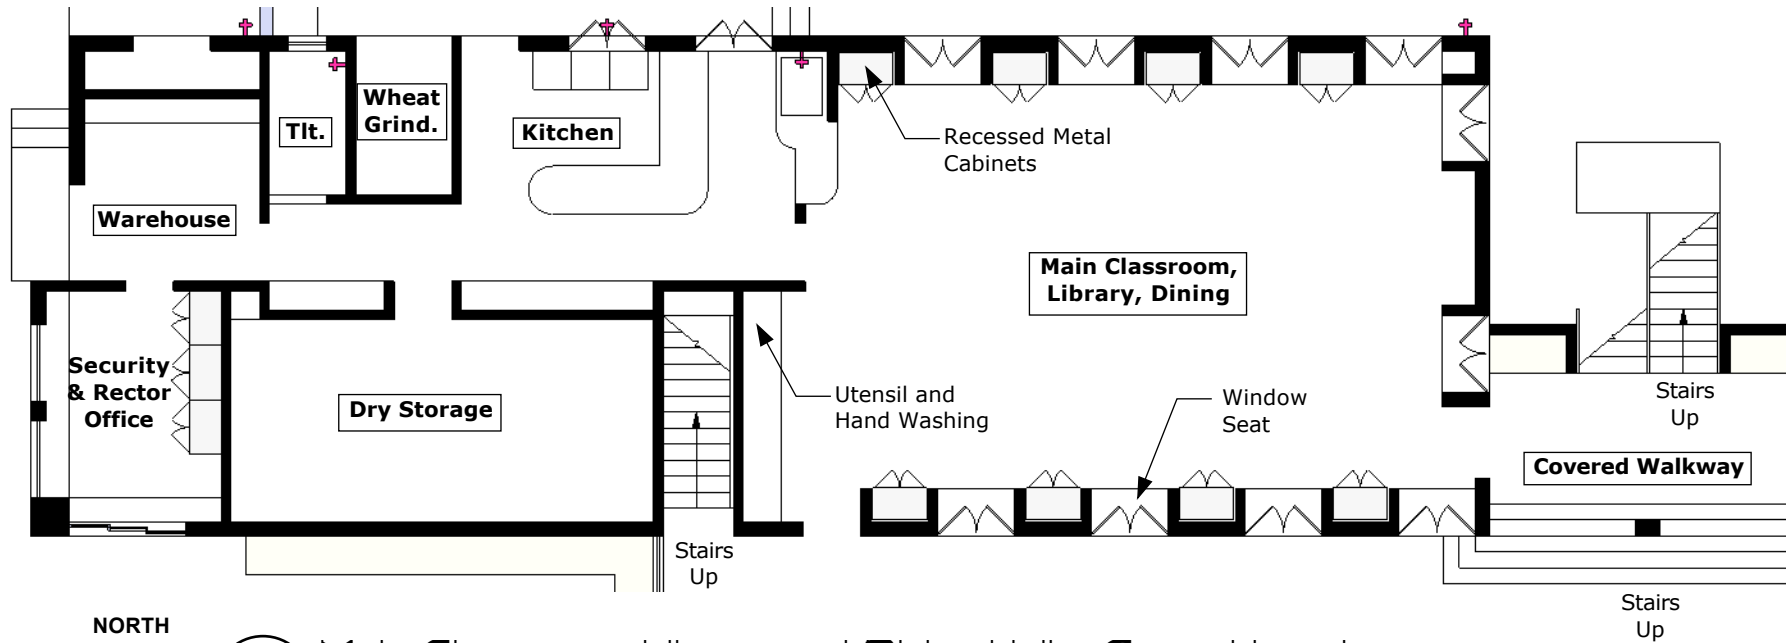 Wheat
Grind.
Tlt.
Kitchen
Recessed Metal
Cabinets
Warehouse
Main Classroom,
Library, Dining
Security
& Rector
Office
Dry Storage
Utensil and
Hand Washing
Window
Seat
Stairs
Up
Covered Walkway
Stairs
Up
Stairs
Up
NORTH